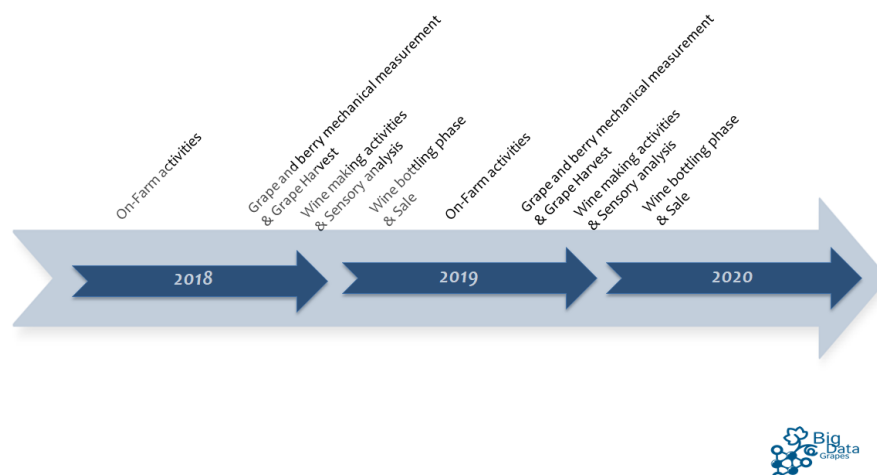 On-Farm activities
Grape and berry mechanical measurement
& Grape Harvest
Wine making activities
& Sensory analysis
Wine bottling phase
& Sale
On-Farm activities
Grape and berry mechanical measurement
& Grape Harvest
Wine making activities
& Sensory analysis
Wine bottling phase
& Sale
2018
2019
2020
Big
Data
Grapes